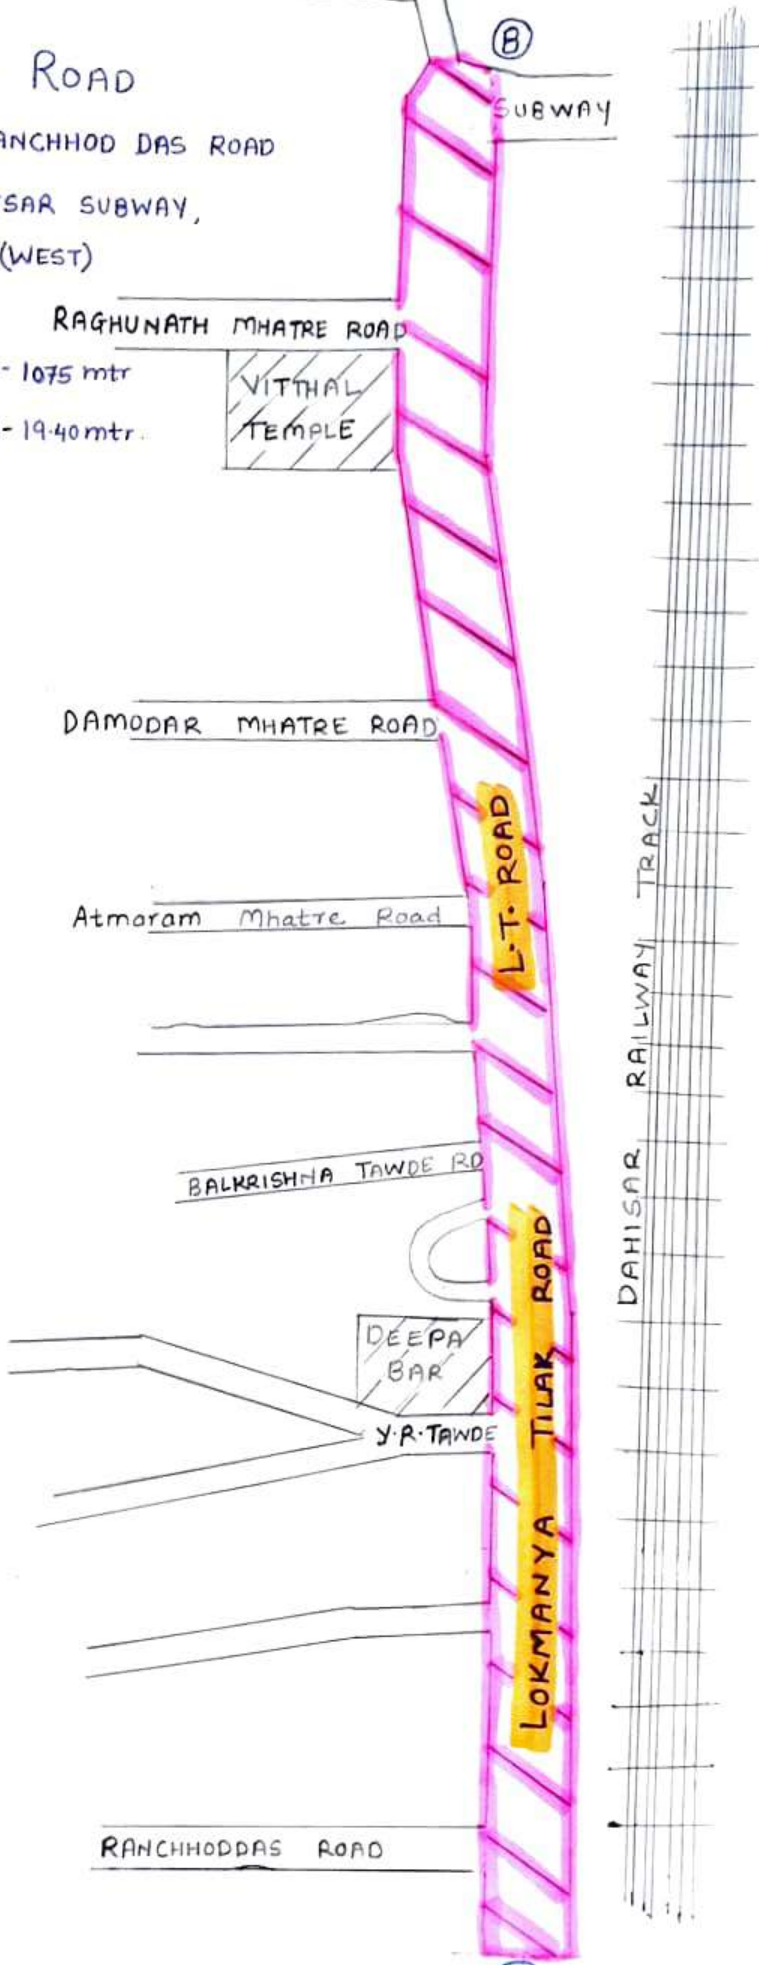 B
ROAD
SUBWAY
ANCHHOD DAS ROAD
SAR SUBWAY,
(WEST)
RAGHUNATH MHATRE ROAD
- 1075 mtr
VITTHAL
TEMPLE
- 19.40 mtr.
DAMODAR MHATRE ROAD
L.T. ROAD
Atmaram Mhatre Road
DAHISAR RAILWAY TRACK
BALKRISHNA TAWDE RD
LOKMANYA TILAK ROAD
DEEPA
BAR
Y.R. TAWDE
RANCHHODDAS ROAD